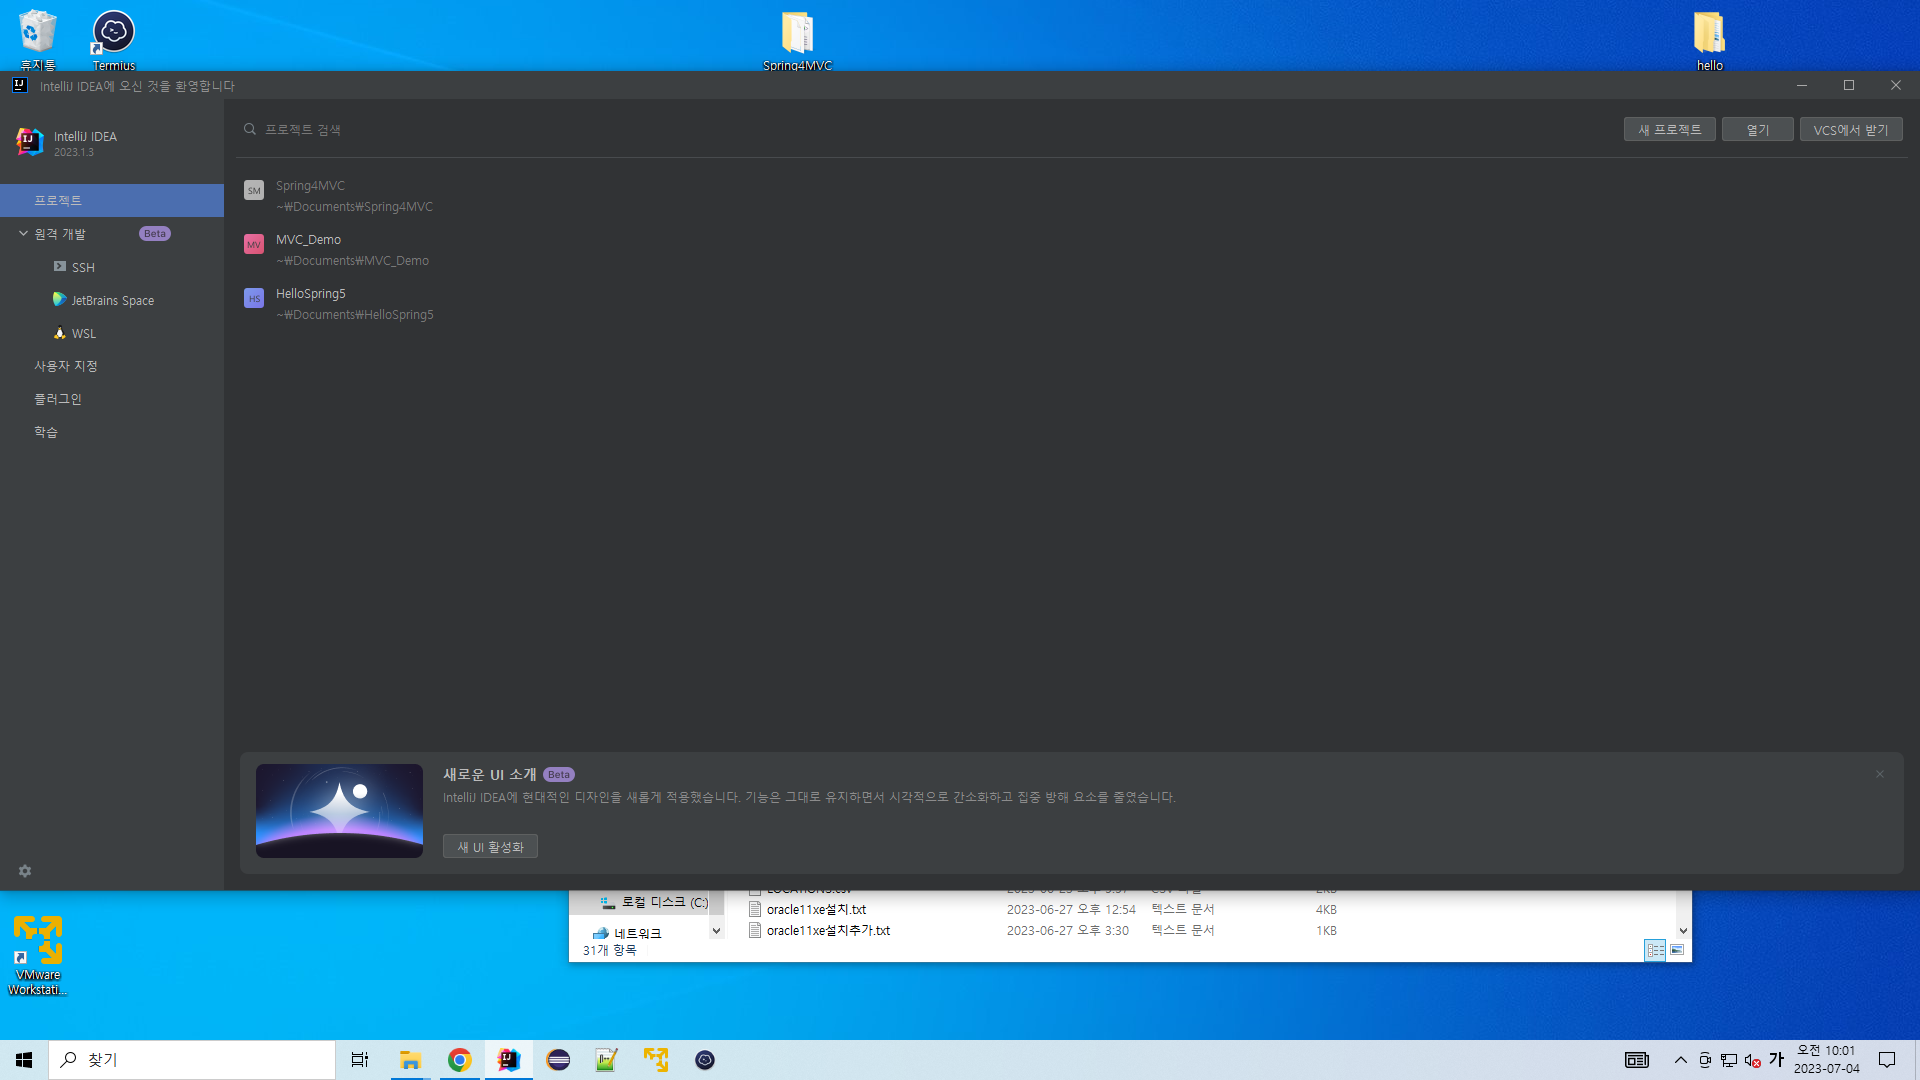 휴지통
Termius
Spring4MVC
hello
IntelliJ IDEA에 오신 것을 환영합니다
IntelliJ IDEA
2023.1.3
프로젝트 검색
새 프로젝트
열기
VCS에서 받기
프로젝트
원격 개발
Beta
SSH
JetBrains Space
WSL
사용자 지정
플러그인
학습
SM
Spring4MVC
~₩Documents₩Spring4MVC
MV
MVC_Demo
~₩Documents₩MVC_Demo
HS
HelloSpring5
~₩Documents₩HelloSpring5
새로운 UI 소개 Beta
IntelliJ IDEA에 현대적인 디자인을 새롭게 적용했습니다. 기능은 그대로 유지하면서 시각적으로 간소화하고 집중 방해 요소를 줄였습니다.
새 UI 활성화
로컬 디스크 (C:)
네트워크
31개 항목
oracle11xe설치.txt 2023-06-27 오후 12:54 텍스트 문서 4KB
oracle11xe설치추가.txt 2023-06-27 오후 3:30 텍스트 문서 1KB
VMware
Workstati...
찾기
가
오전 10:01
2023-07-04